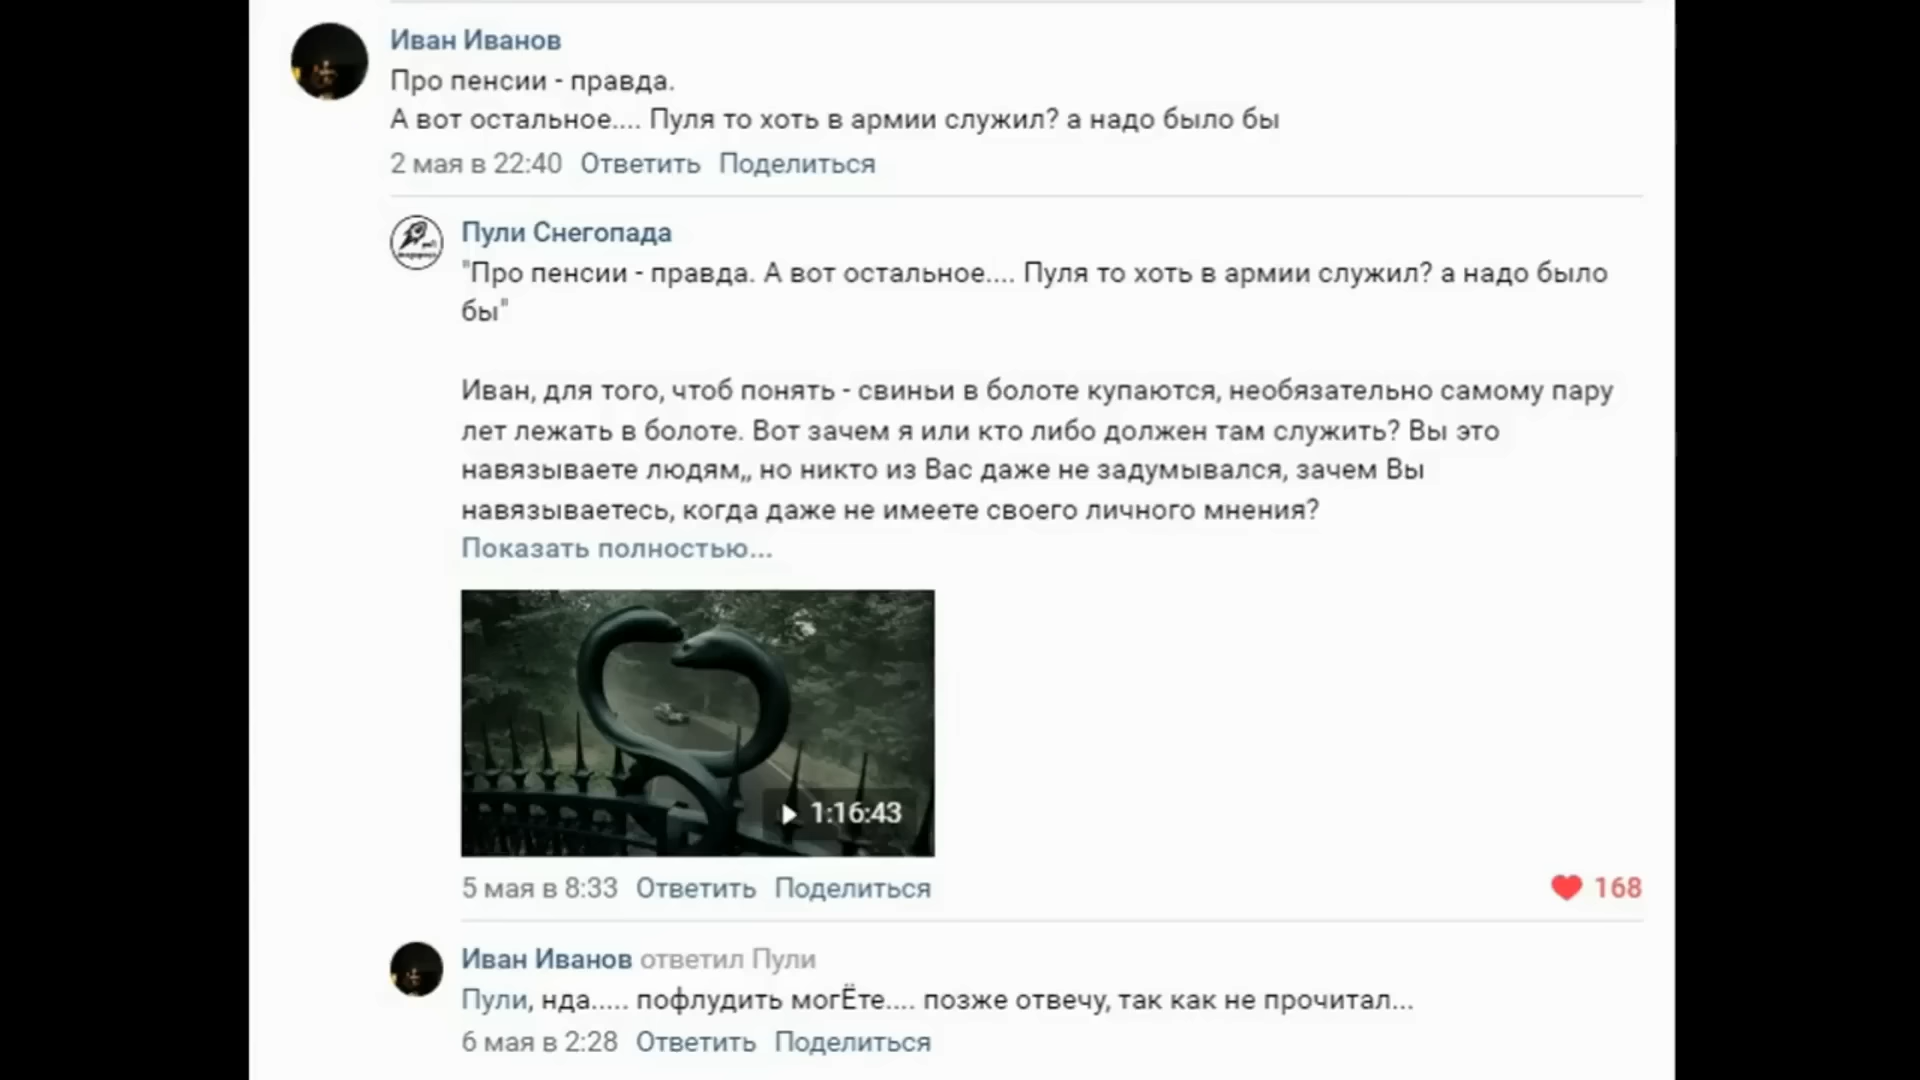 Иван Иванов
Про пенсии - правда.
А вот остальное.... Пуля то хоть в армии служил? а надо было бы
2 мая в 22:40 Ответить Поделиться
Пули Снегопада
"Про пенсии - правда. А вот остальное.... Пуля то хоть в армии служил? а надо было
бы"
Иван, для того, чтоб понять - свиньи в болоте купаются, необязательно самому пару
лет лежать в болоте. Вот зачем я или кто либо должен там служить? Вы это
навязываете людям,, но никто из Вас даже не задумывался, зачем Вы
навязываетесь, когда даже не имеете своего личного мнения?
Показать полностью...
1:16:43
5 мая в 8:33 Ответить Поделиться
168
Иван Иванов ответил Пули
Пули, нда..... пофлудить могЁте.... позже отвечу, так как не прочитал...
6 мая в 2:28 Ответить Поделиться